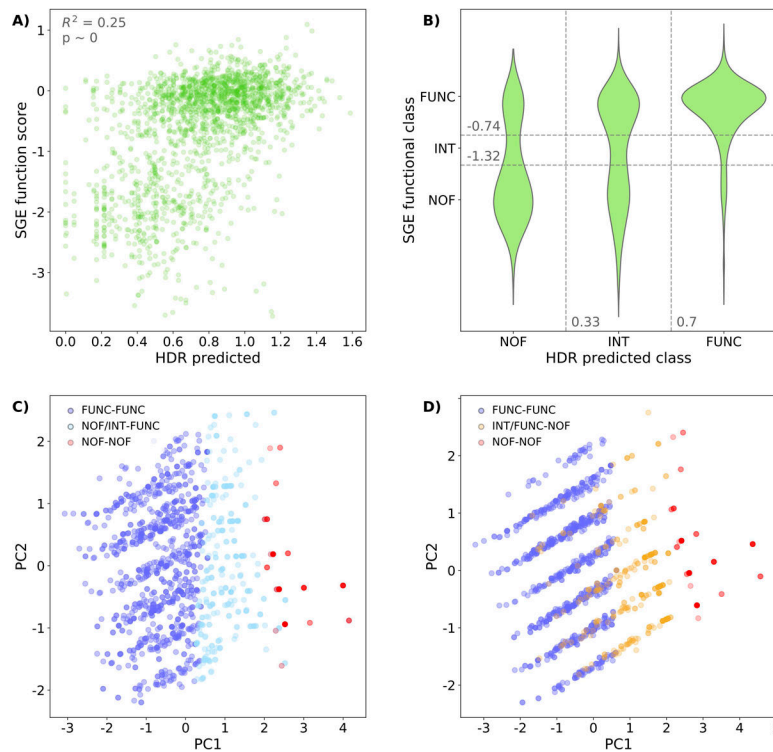 A)
R² = 0.25
p ~ 0
SGE function score
1
0
-1
-2
-3
0.0 0.2 0.4 0.6 0.8 1.0 1.2 1.4 1.6
HDR predicted
B)
SGE functional class
FUNC
-0.74
INT
-1.32
NOF
0.33
0.7
NOF INT FUNC
HDR predicted class
C)
FUNC-FUNC
NOF/INT-FUNC
NOF-NOF
PC2
2
1
0
-1
-2
-3 -2 -1 0 1 2 3 4
PC1
D)
FUNC-FUNC
INT/FUNC-NOF
NOF-NOF
PC2
2
1
0
-1
-2
-3 -2 -1 0 1 2 3 4
PC1